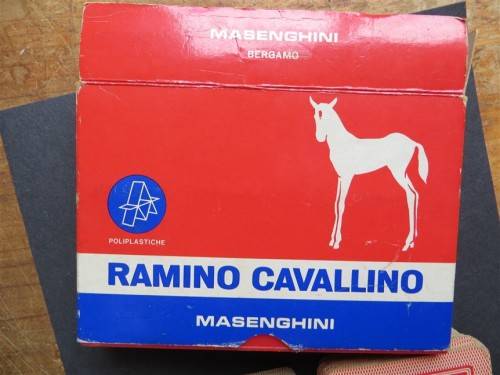 MASENGHINI
BERGAMO
POLIPLASTICHE
RAMINO CAVALLINO
MASENGHINI